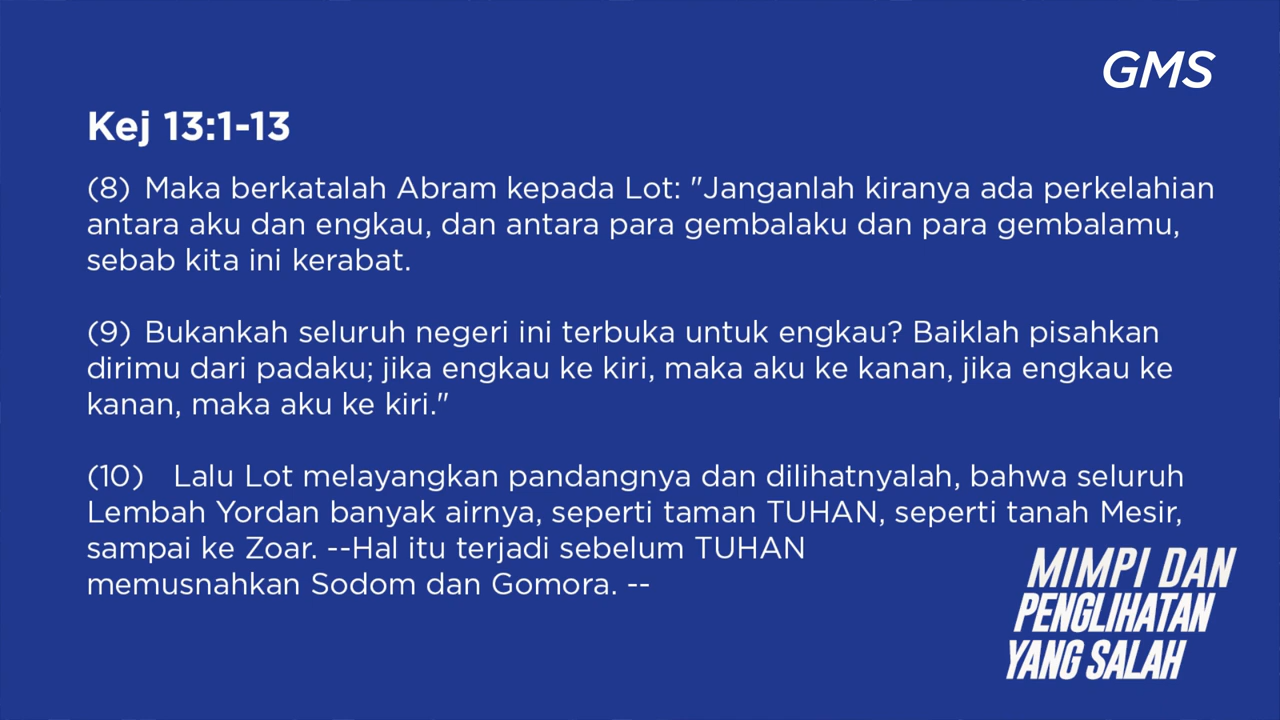 GMS
Kej 13:1-13
(8) Maka berkatalah Abram kepada Lot: "Janganlah kiranya ada perkelahian
antara aku dan engkau, dan antara para gembalaku dan para gembalamu,
sebab kita ini kerabat.
(9) Bukankah seluruh negeri ini terbuka untuk engkau? Baiklah pisahkan
dirimu dari padaku; jika engkau ke kiri, maka aku ke kanan, jika engkau ke
kanan, maka aku ke kiri."
(10) Lalu Lot melayangkan pandangnya dan dilihatnyalah, bahwa seluruh
Lembah Yordan banyak airnya, seperti taman TUHAN, seperti tanah Mesir,
sampai ke Zoar. --Hal itu terjadi sebelum TUHAN
memusnahkan Sodom dan Gomora. --
MIMPI DAN
PENGLIHATAN
YANG SALAH